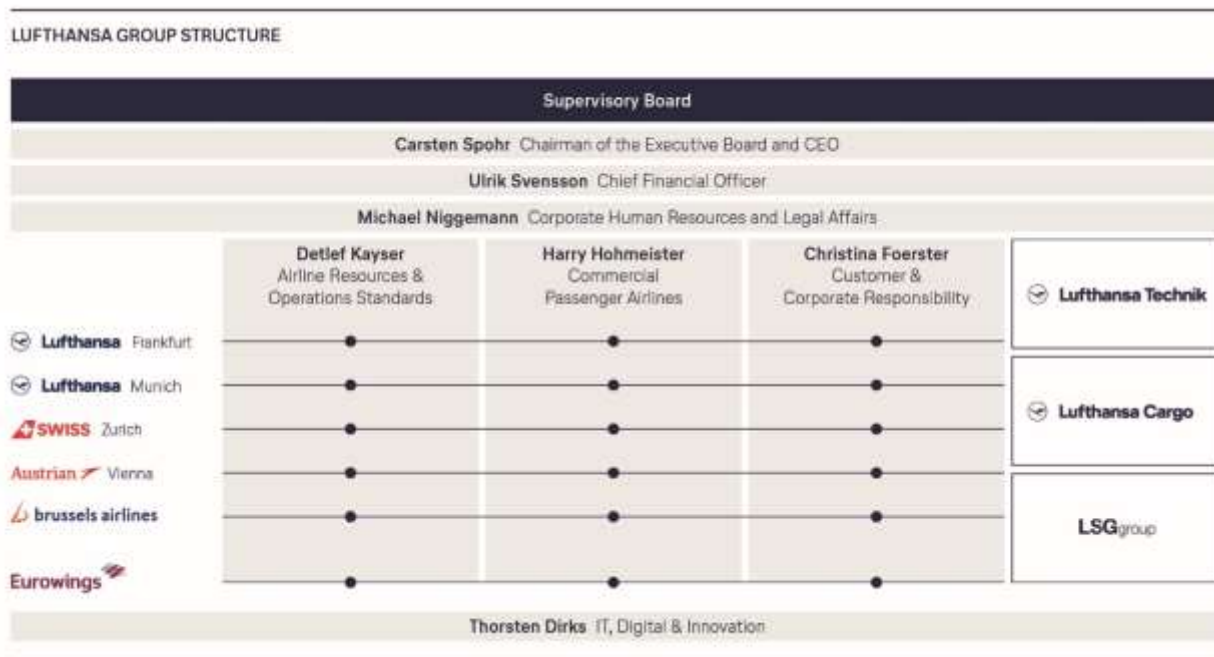 LUFTHANSA GROUP STRUCTURE
Supervisory Board
Carsten Spohr Chairman of the Executive Board and CEO
Ulrik Svensson Chief Financial Officer
Michael Niggemann Corporate Human Resources and Legal Affairs
Detlef Kayser
Airline Resources &
Operations Standards
Harry Hohmeister
Commercial
Passenger Airlines
Christina Foerster
Customer &
Corporate Responsibility
Lufthansa Technik
Lufthansa Frankfurt
Lufthansa Munich
Lufthansa Cargo
SWISS Zurich
Austrian Vienna
brussels airlines
LSGgroup
Eurowings
Thorsten Dirks IT, Digital & Innovation